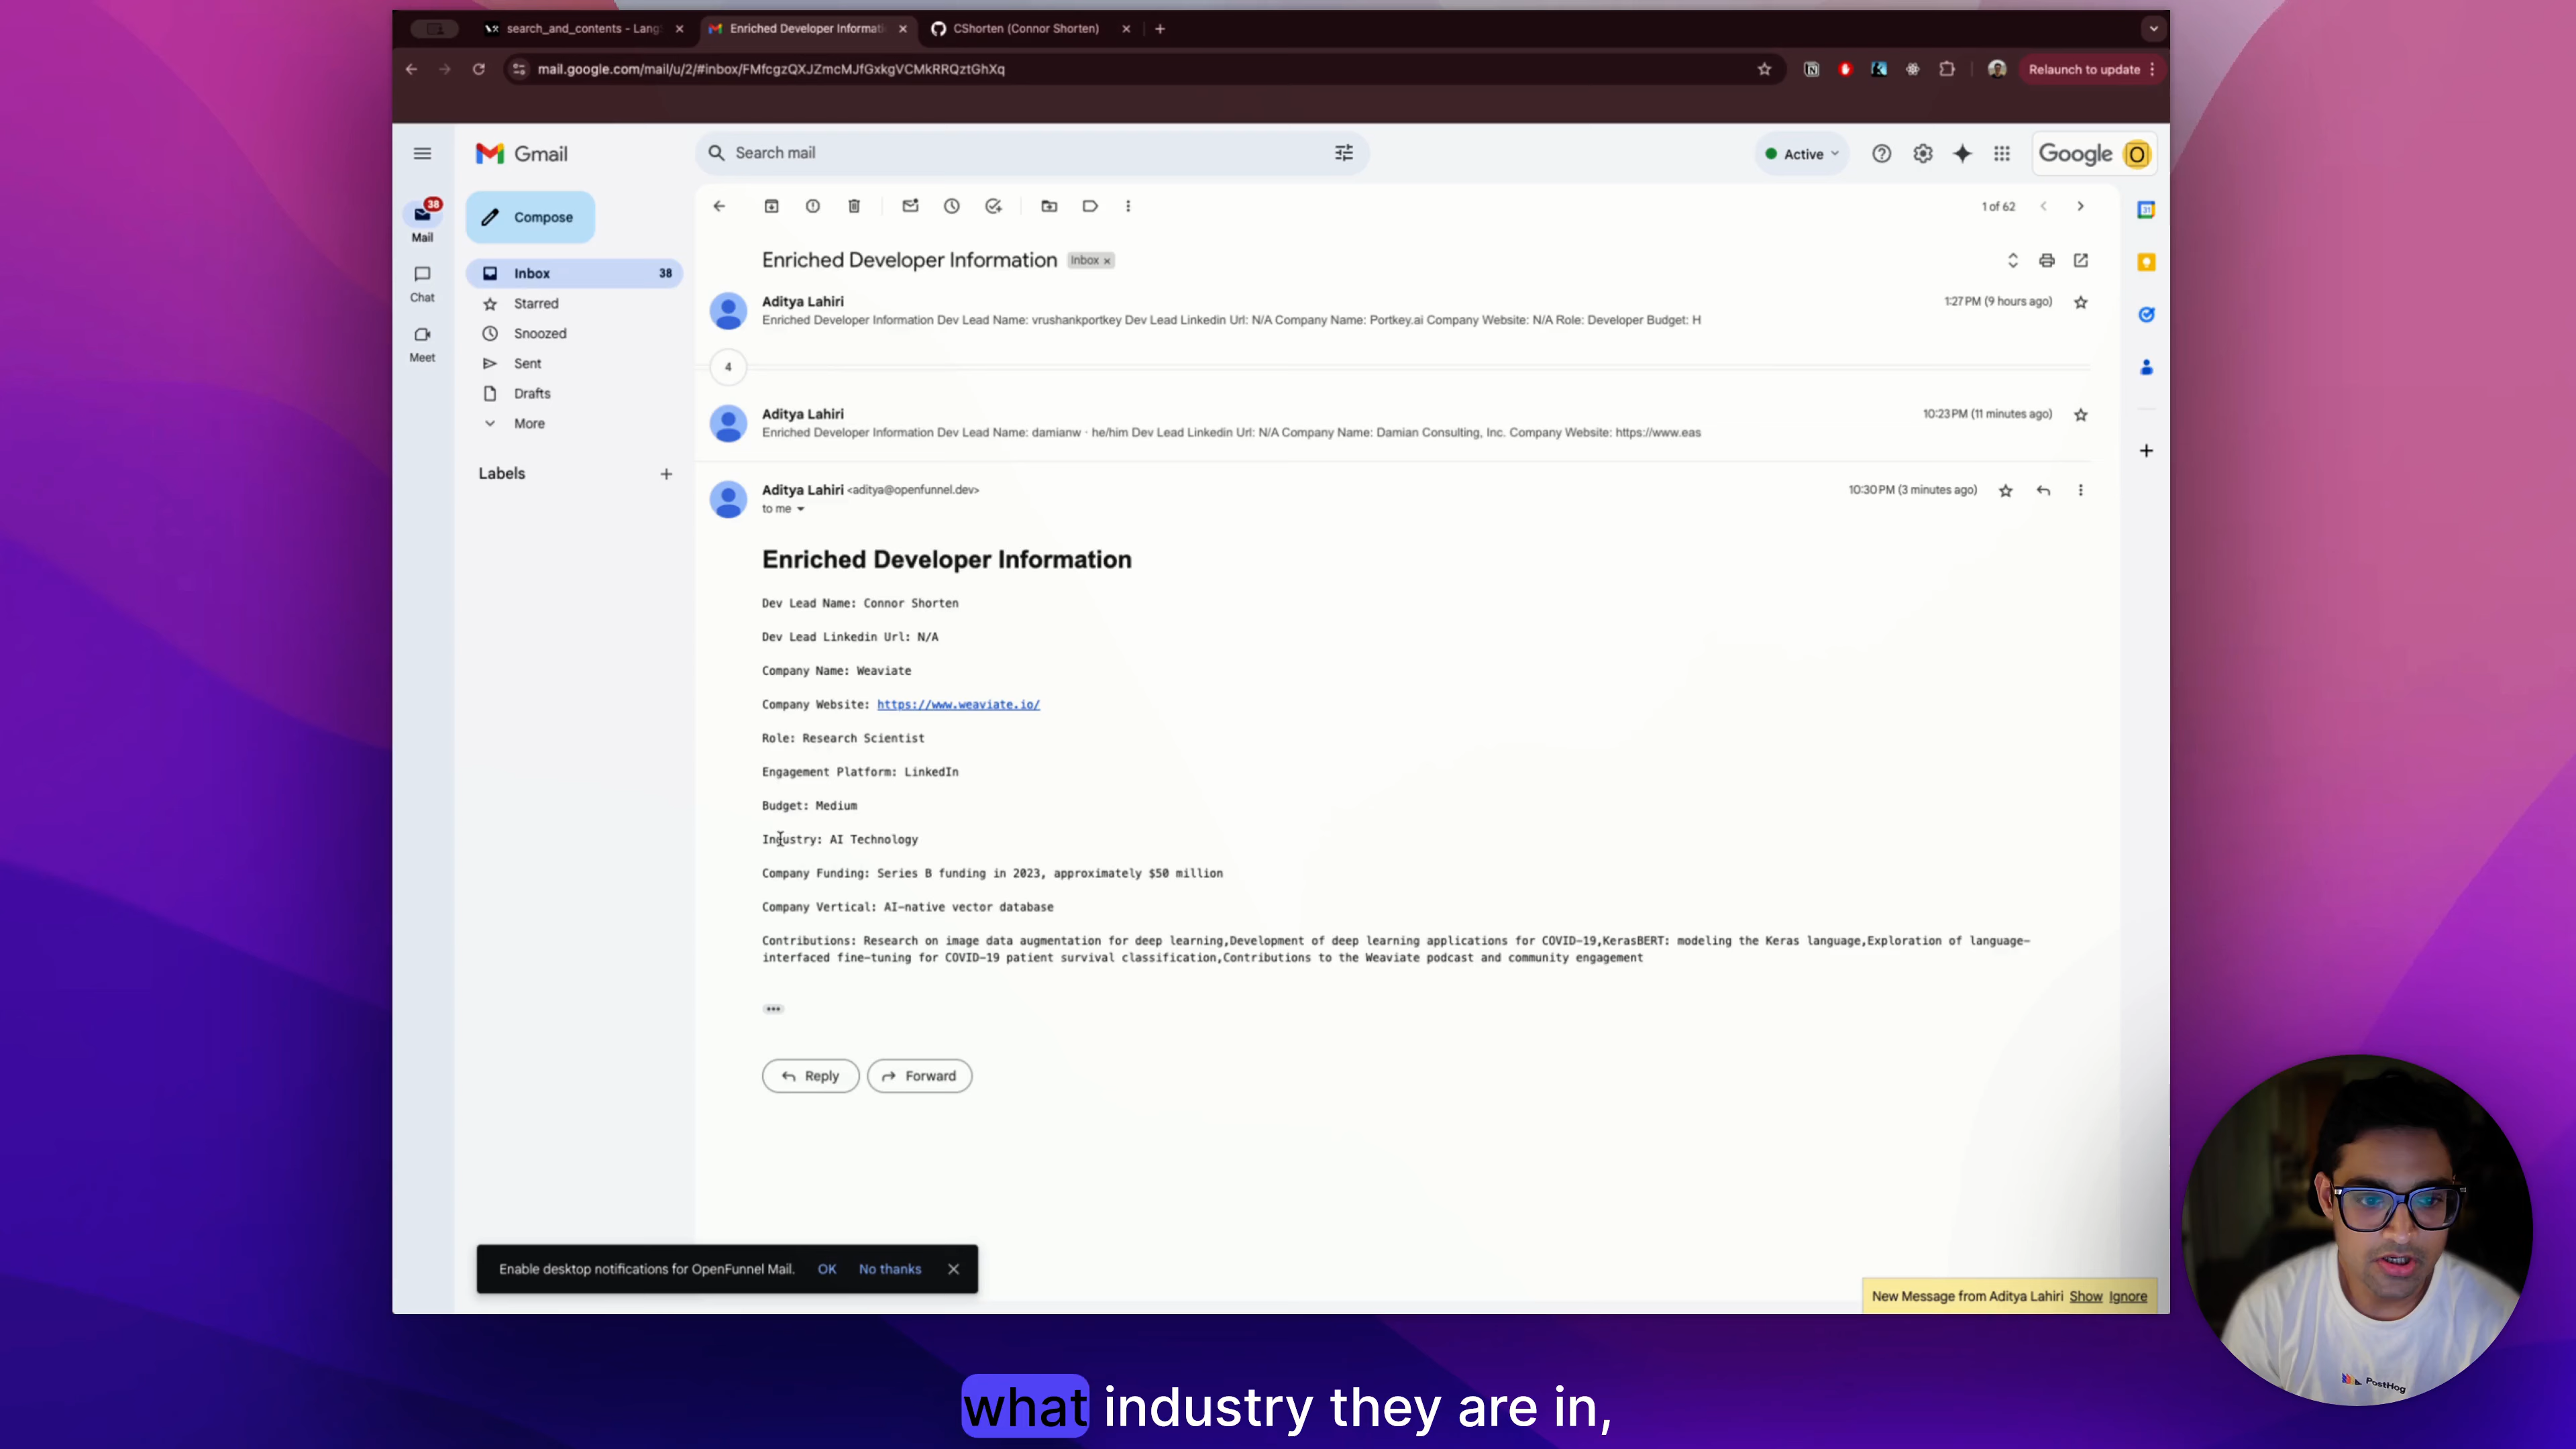 search_and_contents - Lang
Enriched Developer Informati
CShorten (Connor Shorten)
mail.google.com/mail/u/2/#inbox/FMfcgzQXJZmcMJfGxkgVCMkRRQztGhXq
Relaunch to update
Gmail
Search mail
Active
Google
O
38
Mail
Chat
Meet
Compose
Inbox 38
Starred
Snoozed
Sent
Drafts
More
Labels
1 of 62
31
Enriched Developer Information Inbox
Aditya Lahiri 1:27 PM (9 hours ago)
Enriched Developer Information Dev Lead Name: vrushankportkey Dev Lead Linkedin Url: N/A Company Name: Portkey.ai Company Website: N/A Role: Developer Budget: H
4
Aditya Lahiri 10:23 PM (11 minutes ago)
Enriched Developer Information Dev Lead Name: damianw · he/him Dev Lead Linkedin Url: N/A Company Name: Damian Consulting, Inc. Company Website: https://www.eas
Aditya Lahiri <aditya@openfunnel.dev> 10:30 PM (3 minutes ago)
to me
Enriched Developer Information
Dev Lead Name: Connor Shorten
Dev Lead Linkedin Url: N/A
Company Name: Weaviate
Company Website: https://www.weaviate.io/
Role: Research Scientist
Engagement Platform: LinkedIn
Budget: Medium
Industry: AI Technology
Company Funding: Series B funding in 2023, approximately $50 million
Company Vertical: AI-native vector database
Contributions: Research on image data augmentation for deep learning,Development of deep learning applications for COVID-19,KerasBERT: modeling the Keras language,Exploration of language-
interfaced fine-tuning for COVID-19 patient survival classification,Contributions to the Weaviate podcast and community engagement
Reply
Forward
Enable desktop notifications for OpenFunnel Mail. OK No thanks
New Message from Aditya Lahiri Show Ignore
PostHog
what industry they are in,